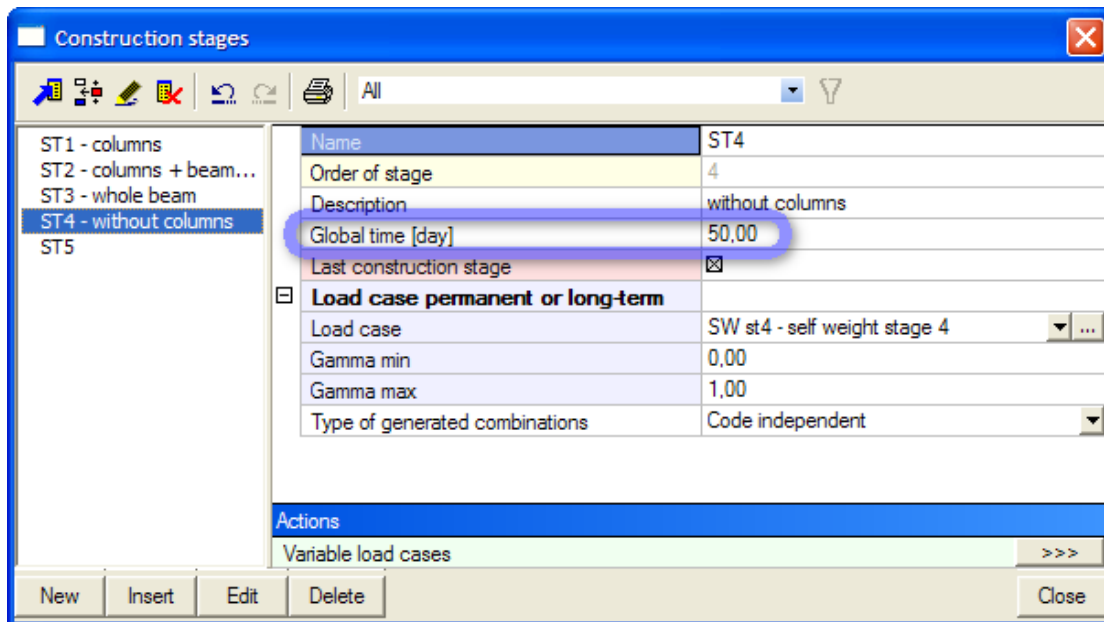 Construction stages
All
ST1 - columns
ST2 - columns + beam...
ST3 - whole beam
ST4 - without columns
ST5
Name ST4
Order of stage 4
Description without columns
Global time [day] 50,00
Last construction stage
Load case permanent or long-term
Load case SW st4 - self weight stage 4 ...
Gamma min 0,00
Gamma max 1,00
Type of generated combinations Code independent
Actions
Variable load cases >>>
New Insert Edit Delete Close